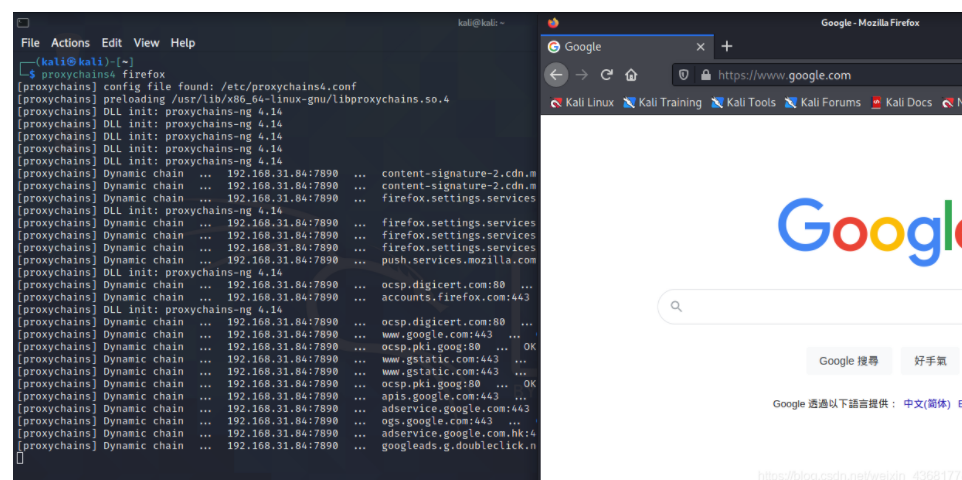 kali@kali: ~
File Actions Edit View Help
(kali㉿kali)-[~]
$ proxychains4 firefox
[proxychains] config file found: /etc/proxychains4.conf
[proxychains] preloading /usr/lib/x86_64-linux-gnu/libproxychains.so.4
[proxychains] DLL init: proxychains-ng 4.14
[proxychains] DLL init: proxychains-ng 4.14
[proxychains] DLL init: proxychains-ng 4.14
[proxychains] DLL init: proxychains-ng 4.14
[proxychains] DLL init: proxychains-ng 4.14
[proxychains] Dynamic chain ... 192.168.31.84:7890 ... content-signature-2.cdn.m
[proxychains] Dynamic chain ... 192.168.31.84:7890 ... content-signature-2.cdn.m
[proxychains] Dynamic chain ... 192.168.31.84:7890 ... firefox.settings.services
[proxychains] DLL init: proxychains-ng 4.14
[proxychains] Dynamic chain ... 192.168.31.84:7890 ... firefox.settings.services
[proxychains] Dynamic chain ... 192.168.31.84:7890 ... firefox.settings.services
[proxychains] Dynamic chain ... 192.168.31.84:7890 ... firefox.settings.services
[proxychains] Dynamic chain ... 192.168.31.84:7890 ... push.services.mozilla.com
[proxychains] DLL init: proxychains-ng 4.14
[proxychains] Dynamic chain ... 192.168.31.84:7890 ... ocsp.digicert.com:80 ...
[proxychains] Dynamic chain ... 192.168.31.84:7890 ... accounts.firefox.com:443
[proxychains] DLL init: proxychains-ng 4.14
[proxychains] Dynamic chain ... 192.168.31.84:7890 ... ocsp.digicert.com:80 ...
[proxychains] Dynamic chain ... 192.168.31.84:7890 ... www.google.com:443 ...
[proxychains] Dynamic chain ... 192.168.31.84:7890 ... ocsp.pki.goog:80 ... OK
[proxychains] Dynamic chain ... 192.168.31.84:7890 ... www.gstatic.com:443 ...
[proxychains] Dynamic chain ... 192.168.31.84:7890 ... www.gstatic.com:443 ...
[proxychains] Dynamic chain ... 192.168.31.84:7890 ... ocsp.pki.goog:80 ... OK
[proxychains] Dynamic chain ... 192.168.31.84:7890 ... apis.google.com:443 ...
[proxychains] Dynamic chain ... 192.168.31.84:7890 ... adservice.google.com:443
[proxychains] Dynamic chain ... 192.168.31.84:7890 ... ogs.google.com:443 ...
[proxychains] Dynamic chain ... 192.168.31.84:7890 ... adservice.google.com.hk:4
[proxychains] Dynamic chain ... 192.168.31.84:7890 ... googleads.g.doubleclick.n
Google - Mozilla Firefox
Google
https://www.google.com
Kali Linux Kali Training Kali Tools Kali Forums Kali Docs N
Google
Google 搜尋 好手氣
Google 透過以下語言提供： 中文(简体) E
https://blog.csdn.net/weixin_4368177